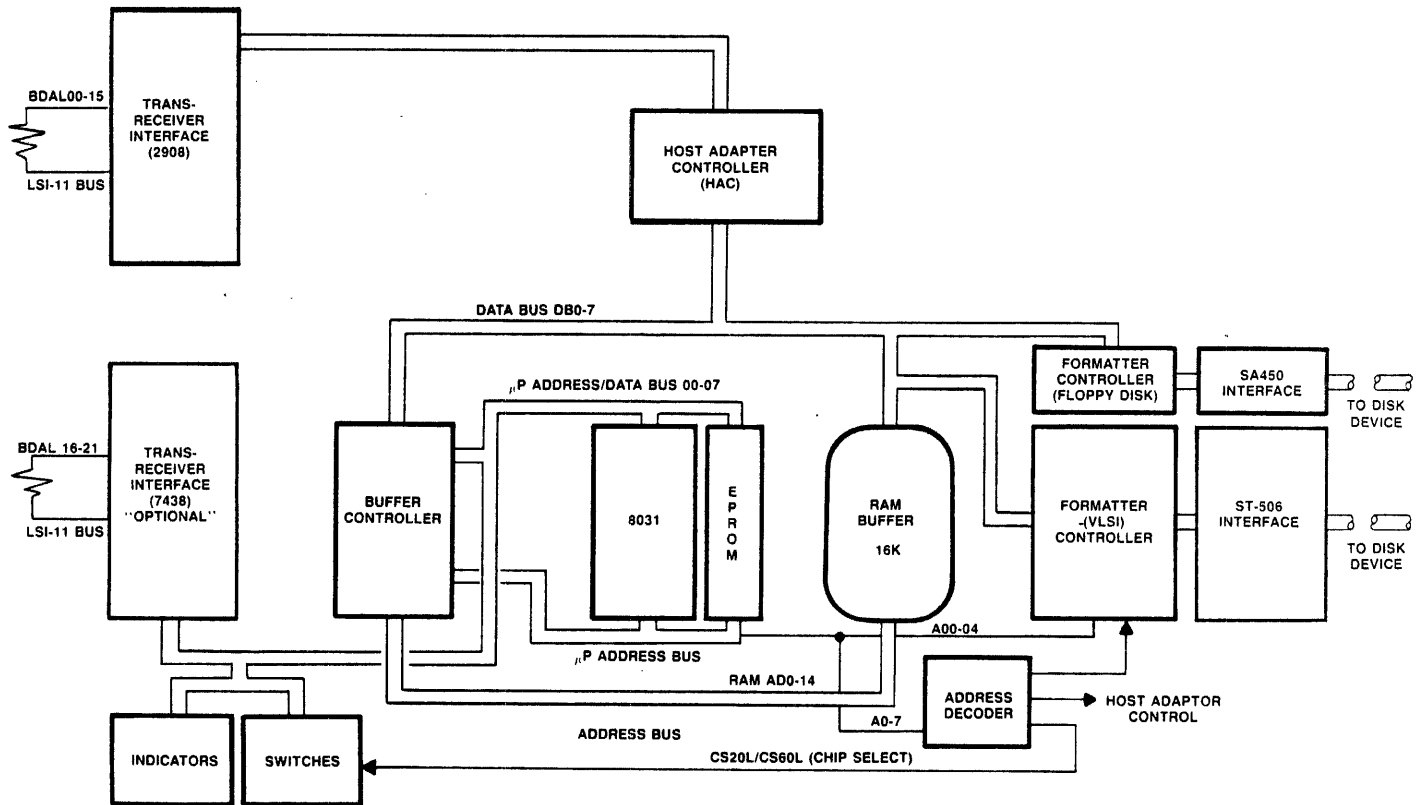 BDAL00-15
LSI-11 BUS
TRANS-
RECEIVER
INTERFACE
(2908)
HOST ADAPTER
CONTROLLER
(HAC)
DATA BUS DB0-7
BDAL 16-21
LSI-11 BUS
TRANS-
RECEIVER
INTERFACE
(7438)
"OPTIONAL"
μP ADDRESS/DATA BUS 00-07
BUFFER
CONTROLLER
8031
EPROM
RAM
BUFFER
16K
FORMATTER
CONTROLLER
(FLOPPY DISK)
SA450
INTERFACE
TO DISK
DEVICE
FORMATTER
-(VLSI)
CONTROLLER
ST-506
INTERFACE
TO DISK
DEVICE
μP ADDRESS BUS
A00-04
RAM AD0-14
A0-7
ADDRESS
DECODER
HOST ADAPTOR
CONTROL
ADDRESS BUS
CS20L/CS60L (CHIP SELECT)
INDICATORS
SWITCHES